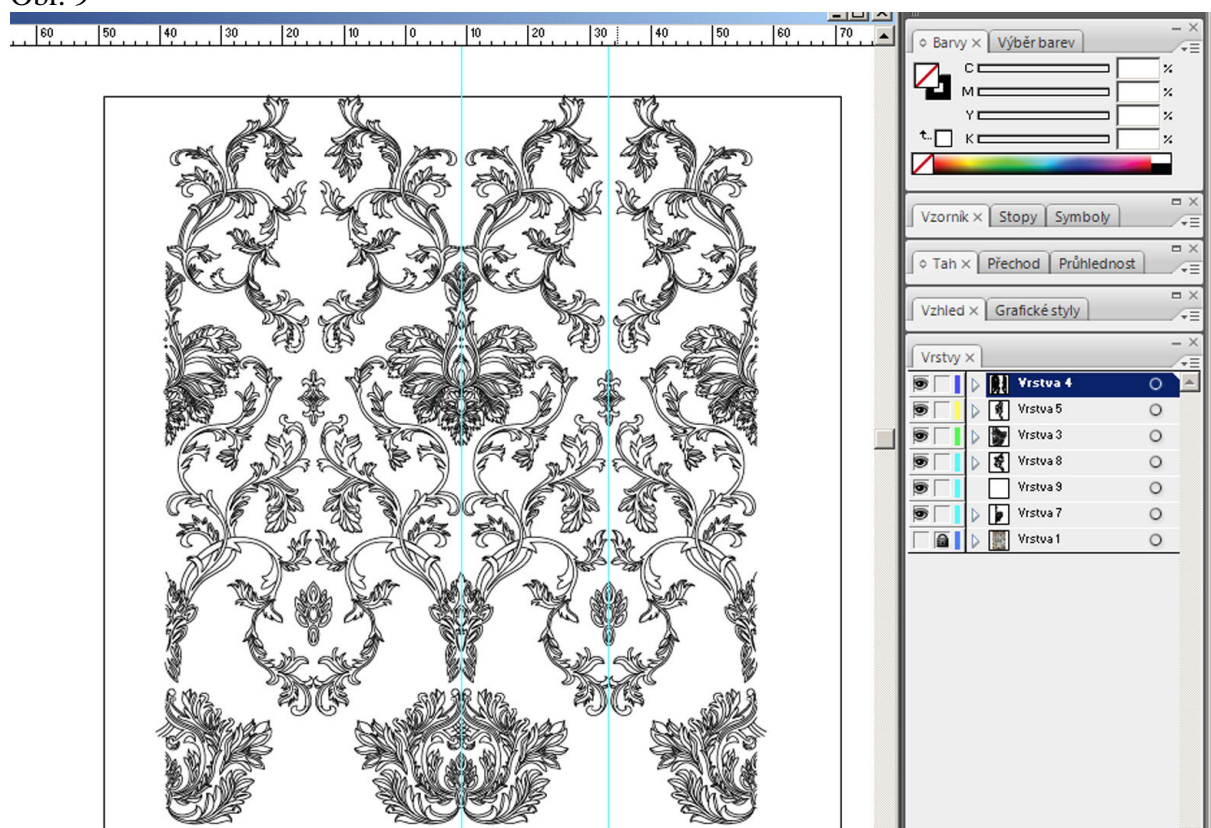 Obr. 9
60 50 40 30 20 10 0 10 20 30 40 50 60 70
Barvy × Výběr barev
C %
M %
Y %
K %
Vzorník × Stopy Symboly
Tah × Přechod Průhlednost
Vzhled × Grafické styly
Vrstvy ×
Vrstva 4
Vrstva 5
Vrstva 3
Vrstva 8
Vrstva 9
Vrstva 7
Vrstva 1